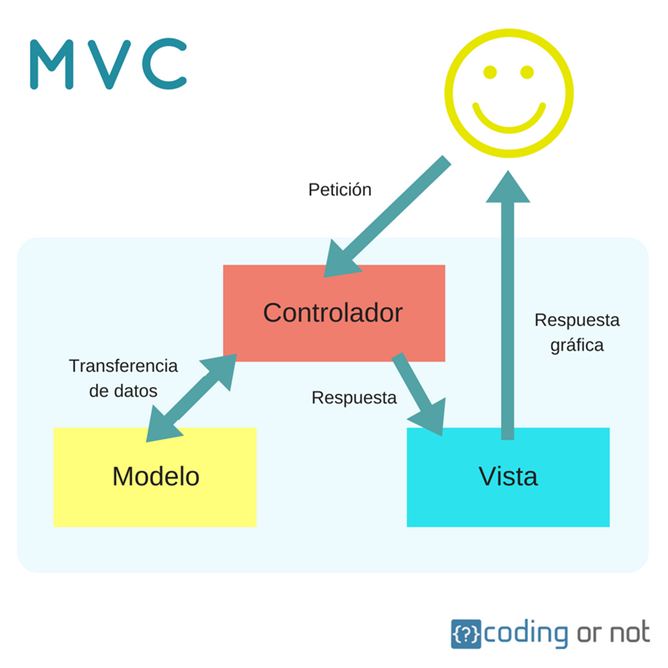 MVC
Petición
Controlador
Transferencia
de datos
Respuesta
Respuesta
gráfica
Modelo
Vista
{?} coding or not